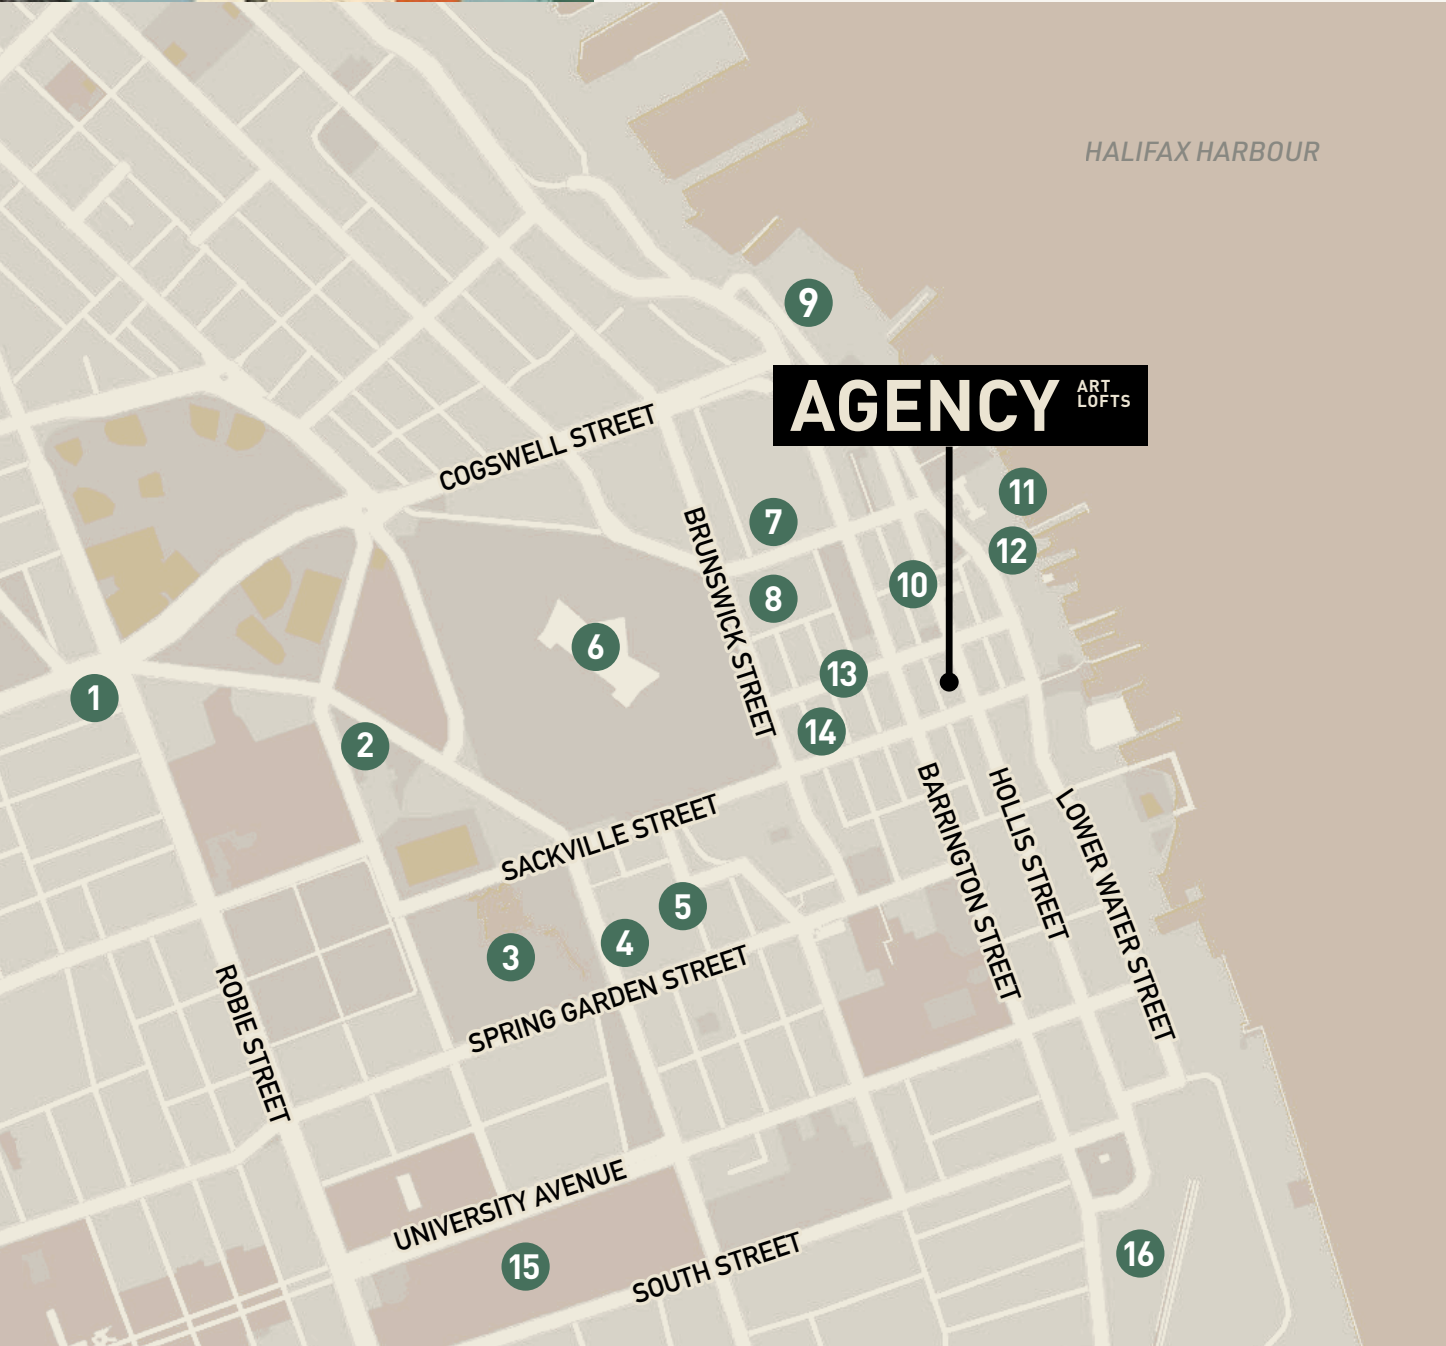 HALIFAX HARBOUR
9
AGENCY ART
LOFTS
COGSWELL STREET
11
7
BRUNSWICK STREET
12
10
8
6
13
1
14
2
SACKVILLE STREET
BARRINGTON STREET
HOLLIS STREET
LOWER WATER STREET
5
4
3
SPRING GARDEN STREET
ROBIE STREET
UNIVERSITY AVENUE
15
SOUTH STREET
16